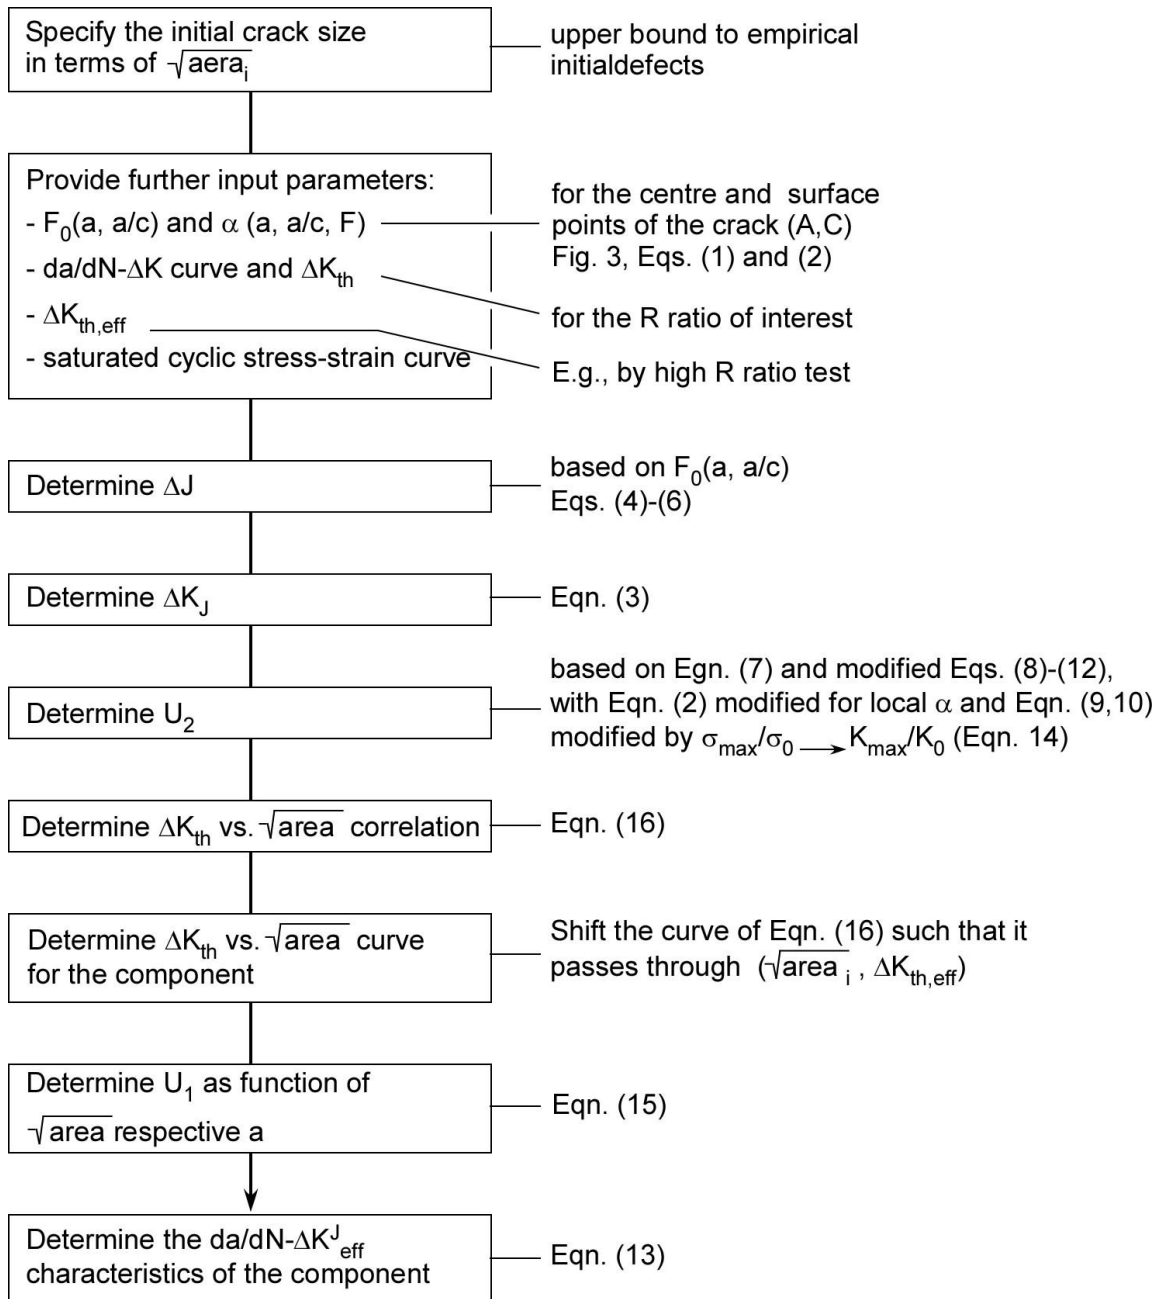 Specify the initial crack size
in terms of √aera_i
upper bound to empirical
initialdefects
Provide further input parameters:
- F_0(a, a/c) and α (a, a/c, F)
- da/dN-ΔK curve and ΔK_th
- ΔK_th,eff
- saturated cyclic stress-strain curve
for the centre and surface
points of the crack (A,C)
Fig. 3, Eqs. (1) and (2)
for the R ratio of interest
E.g., by high R ratio test
Determine ΔJ
based on F_0(a, a/c)
Eqs. (4)-(6)
Determine ΔK_J
Eqn. (3)
Determine U_2
based on Egn. (7) and modified Eqs. (8)-(12),
with Eqn. (2) modified for local α and Eqn. (9,10)
modified by σ_max/σ_0 → K_max/K_0 (Eqn. 14)
Determine ΔK_th vs. √area correlation
Eqn. (16)
Determine ΔK_th vs. √area curve
for the component
Shift the curve of Eqn. (16) such that it
passes through (√area_i, ΔK_th,eff)
Determine U_1 as function of
√area respective a
Eqn. (15)
Determine the da/dN-ΔK^J_eff
characteristics of the component
Eqn. (13)